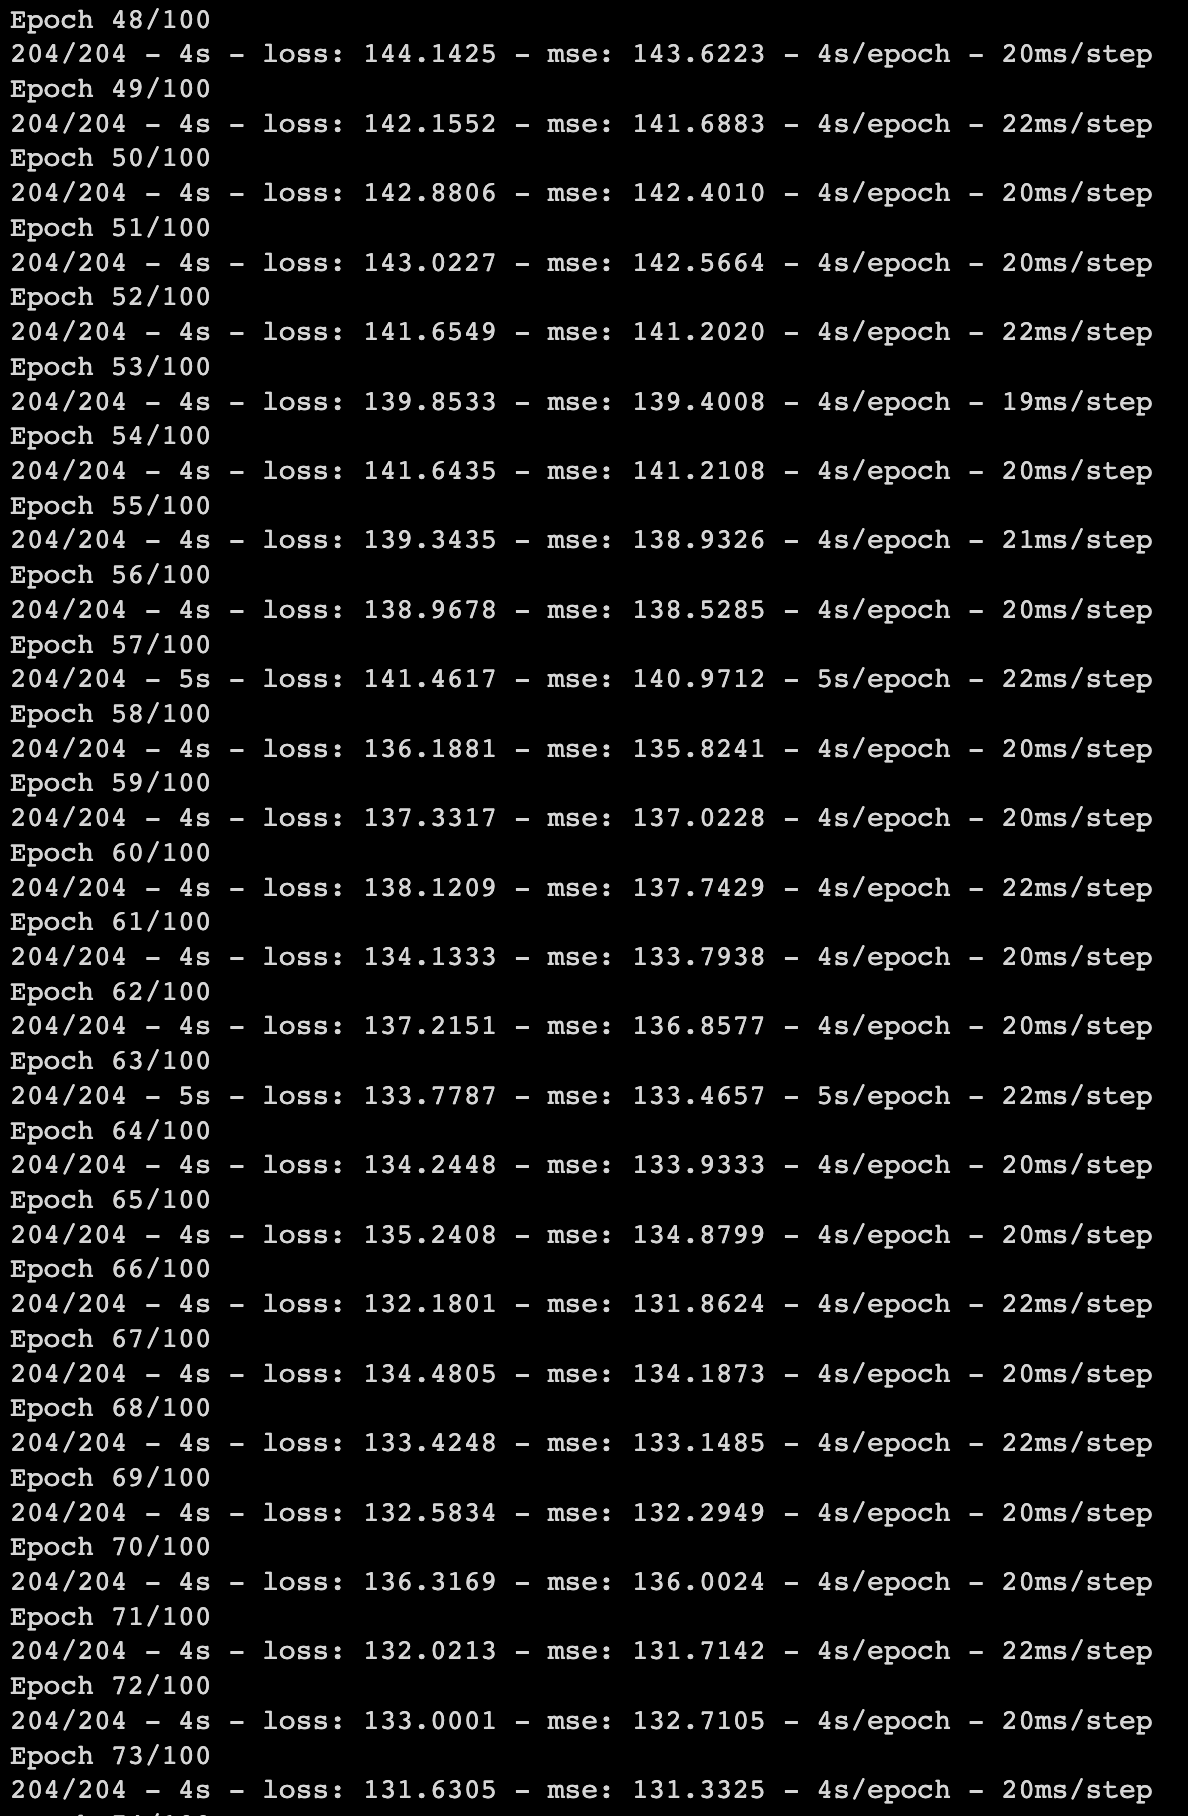 Epoch 48/100
204/204 - 4s - loss: 144.1425 - mse: 143.6223 - 4s/epoch - 20ms/step
Epoch 49/100
204/204 - 4s - loss: 142.1552 - mse: 141.6883 - 4s/epoch - 22ms/step
Epoch 50/100
204/204 - 4s - loss: 142.8806 - mse: 142.4010 - 4s/epoch - 20ms/step
Epoch 51/100
204/204 - 4s - loss: 143.0227 - mse: 142.5664 - 4s/epoch - 20ms/step
Epoch 52/100
204/204 - 4s - loss: 141.6549 - mse: 141.2020 - 4s/epoch - 22ms/step
Epoch 53/100
204/204 - 4s - loss: 139.8533 - mse: 139.4008 - 4s/epoch - 19ms/step
Epoch 54/100
204/204 - 4s - loss: 141.6435 - mse: 141.2108 - 4s/epoch - 20ms/step
Epoch 55/100
204/204 - 4s - loss: 139.3435 - mse: 138.9326 - 4s/epoch - 21ms/step
Epoch 56/100
204/204 - 4s - loss: 138.9678 - mse: 138.5285 - 4s/epoch - 20ms/step
Epoch 57/100
204/204 - 5s - loss: 141.4617 - mse: 140.9712 - 5s/epoch - 22ms/step
Epoch 58/100
204/204 - 4s - loss: 136.1881 - mse: 135.8241 - 4s/epoch - 20ms/step
Epoch 59/100
204/204 - 4s - loss: 137.3317 - mse: 137.0228 - 4s/epoch - 20ms/step
Epoch 60/100
204/204 - 4s - loss: 138.1209 - mse: 137.7429 - 4s/epoch - 22ms/step
Epoch 61/100
204/204 - 4s - loss: 134.1333 - mse: 133.7938 - 4s/epoch - 20ms/step
Epoch 62/100
204/204 - 4s - loss: 137.2151 - mse: 136.8577 - 4s/epoch - 20ms/step
Epoch 63/100
204/204 - 5s - loss: 133.7787 - mse: 133.4657 - 5s/epoch - 22ms/step
Epoch 64/100
204/204 - 4s - loss: 134.2448 - mse: 133.9333 - 4s/epoch - 20ms/step
Epoch 65/100
204/204 - 4s - loss: 135.2408 - mse: 134.8799 - 4s/epoch - 20ms/step
Epoch 66/100
204/204 - 4s - loss: 132.1801 - mse: 131.8624 - 4s/epoch - 22ms/step
Epoch 67/100
204/204 - 4s - loss: 134.4805 - mse: 134.1873 - 4s/epoch - 20ms/step
Epoch 68/100
204/204 - 4s - loss: 133.4248 - mse: 133.1485 - 4s/epoch - 22ms/step
Epoch 69/100
204/204 - 4s - loss: 132.5834 - mse: 132.2949 - 4s/epoch - 20ms/step
Epoch 70/100
204/204 - 4s - loss: 136.3169 - mse: 136.0024 - 4s/epoch - 20ms/step
Epoch 71/100
204/204 - 4s - loss: 132.0213 - mse: 131.7142 - 4s/epoch - 22ms/step
Epoch 72/100
204/204 - 4s - loss: 133.0001 - mse: 132.7105 - 4s/epoch - 20ms/step
Epoch 73/100
204/204 - 4s - loss: 131.6305 - mse: 131.3325 - 4s/epoch - 20ms/step